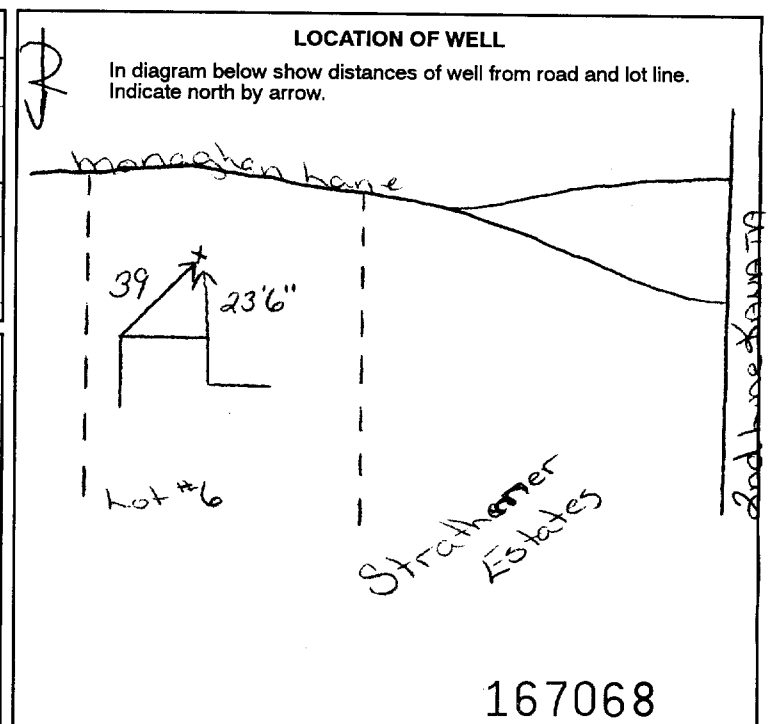 LOCATION OF WELL
In diagram below show distances of well from road and lot line.
Indicate north by arrow.
monaghan Lane
39
23'6"
2nd Line KANATA
Lot #6
Estates
167068